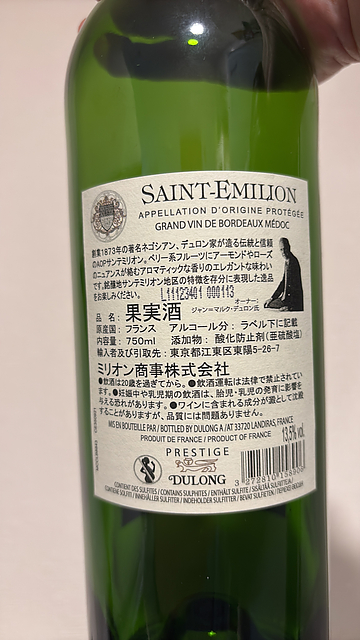 SAINT-EMILION
APPELLATION D'ORIGINE PROTÉGÉE
GRAND VIN DE BORDEAUX MÉDOC
創業1873年の著名ネゴシアン、デュロン家が造る伝統と信頼
のADPサンテミリオン。ベリー系フルーツにアーモンドやローズ
のニュアンスが絡むアロマティックな香りのエレガントな味わい
です。銘推地サンテミリオン地区の特徴を存分に表現した逸品
をお楽しみください。
L11123401 000113
オーナー:
ジャン=マルク・デュロン氏
品名: 果実酒
原産国: フランス アルコール分: ラベル下に記載
内容量: 750ml 添加物: 酸化防止剤(亜硫酸塩)
輸入者及び引取先: 東京都江東区東陽5-26-7
ミリオン商事株式会社
●飲酒は20歳を過ぎてから。●飲酒運転は法律で禁止されてい
ます。●妊娠中や乳児期の飲酒は、胎児・乳児の発育に影響を
与える恐れがあります。●ワインに含まれる成分が澱として沈殿
することがありますが、品質には問題ありません。
MIS EN BOUTEILLE PAR / BOTTLED BY DULONG A / AT 33720 LANDIRAS, FRANCE
PRODUIT DE FRANCE / PRODUCT OF FRANCE
13,5% vol.
PRESTIGE
DULONG
CONTIENT DES SULFITES / CONTAINS SULPHITES / ENTHÄLT SULFITE / SISÄLTÄÄ SULFIITTEJA /